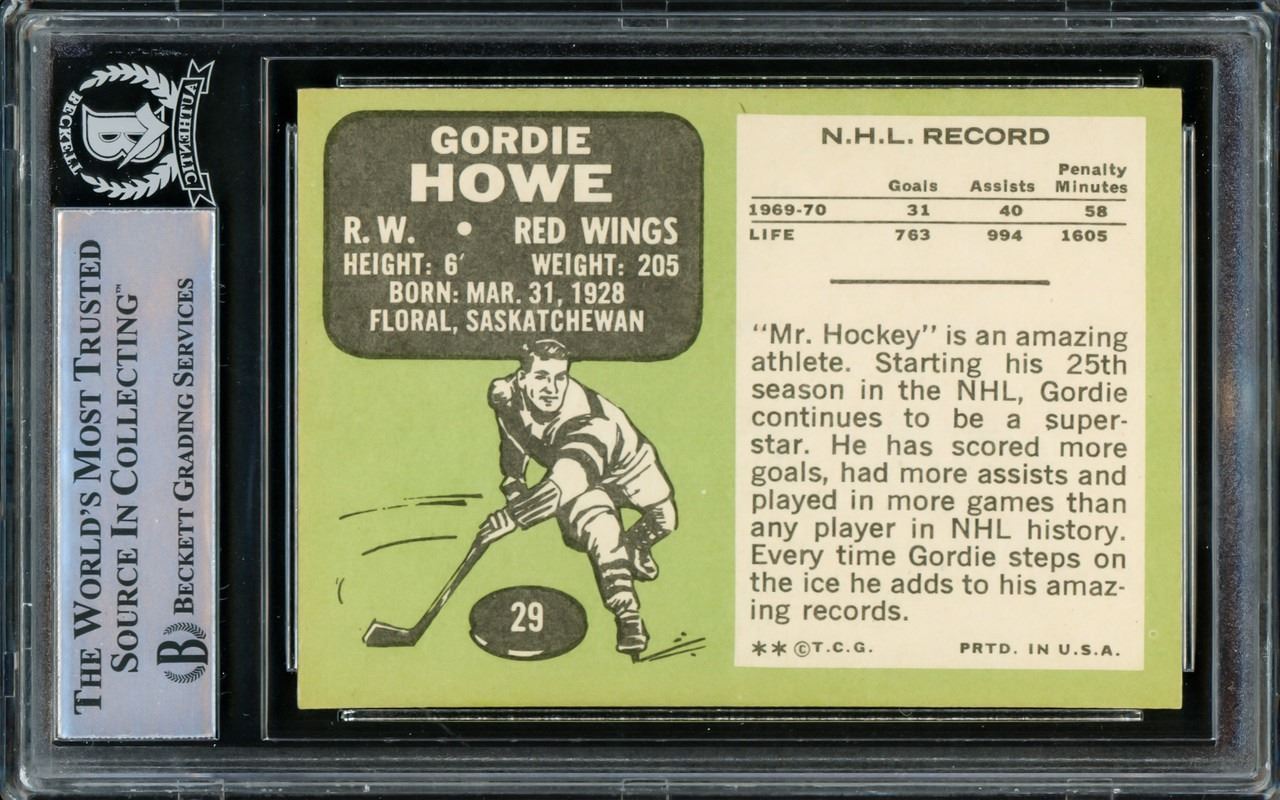 BECKETT
B
AUTHENTIC
THE WORLD'S MOST TRUSTED
SOURCE IN COLLECTING™
B BECKETT GRADING SERVICES
GORDIE
HOWE
R.W. • RED WINGS
HEIGHT: 6' WEIGHT: 205
BORN: MAR. 31, 1928
FLORAL, SASKATCHEWAN
29
N.H.L. RECORD
Penalty
Goals Assists Minutes
1969-70 31 40 58
LIFE 763 994 1605
"Mr. Hockey" is an amazing
athlete. Starting his 25th
season in the NHL, Gordie
continues to be a super-
star. He has scored more
goals, had more assists and
played in more games than
any player in NHL history.
Every time Gordie steps on
the ice he adds to his amaz-
ing records.
**©T.C.G. PRTD. IN U.S.A.